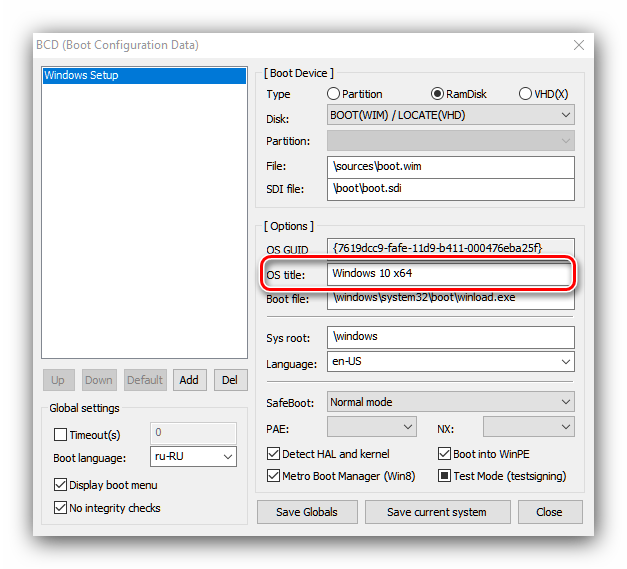 BCD (Boot Configuration Data)
Windows Setup
Up Down Default Add Del
Global settings
Timeout(s) 0
Boot language: ru-RU
Display boot menu
No integrity checks
[ Boot Device ]
Type Partition RamDisk VHD(X)
Disk: BOOT(WIM) / LOCATE(VHD)
Partition:
File: \sources\boot.wim
SDI file: \boot\boot.sdi
[ Options ]
OS GUID {7619dcc9-fafe-11d9-b411-000476eba25f}
OS title: Windows 10 x64
Boot file: \windows\system32\boot\winload.exe
Sys root: \windows
Language: en-US
SafeBoot: Normal mode
PAE: NX:
Detect HAL and kernel Boot into WinPE
Metro Boot Manager (Win8) Test Mode (testsigning)
Save Globals Save current system Close